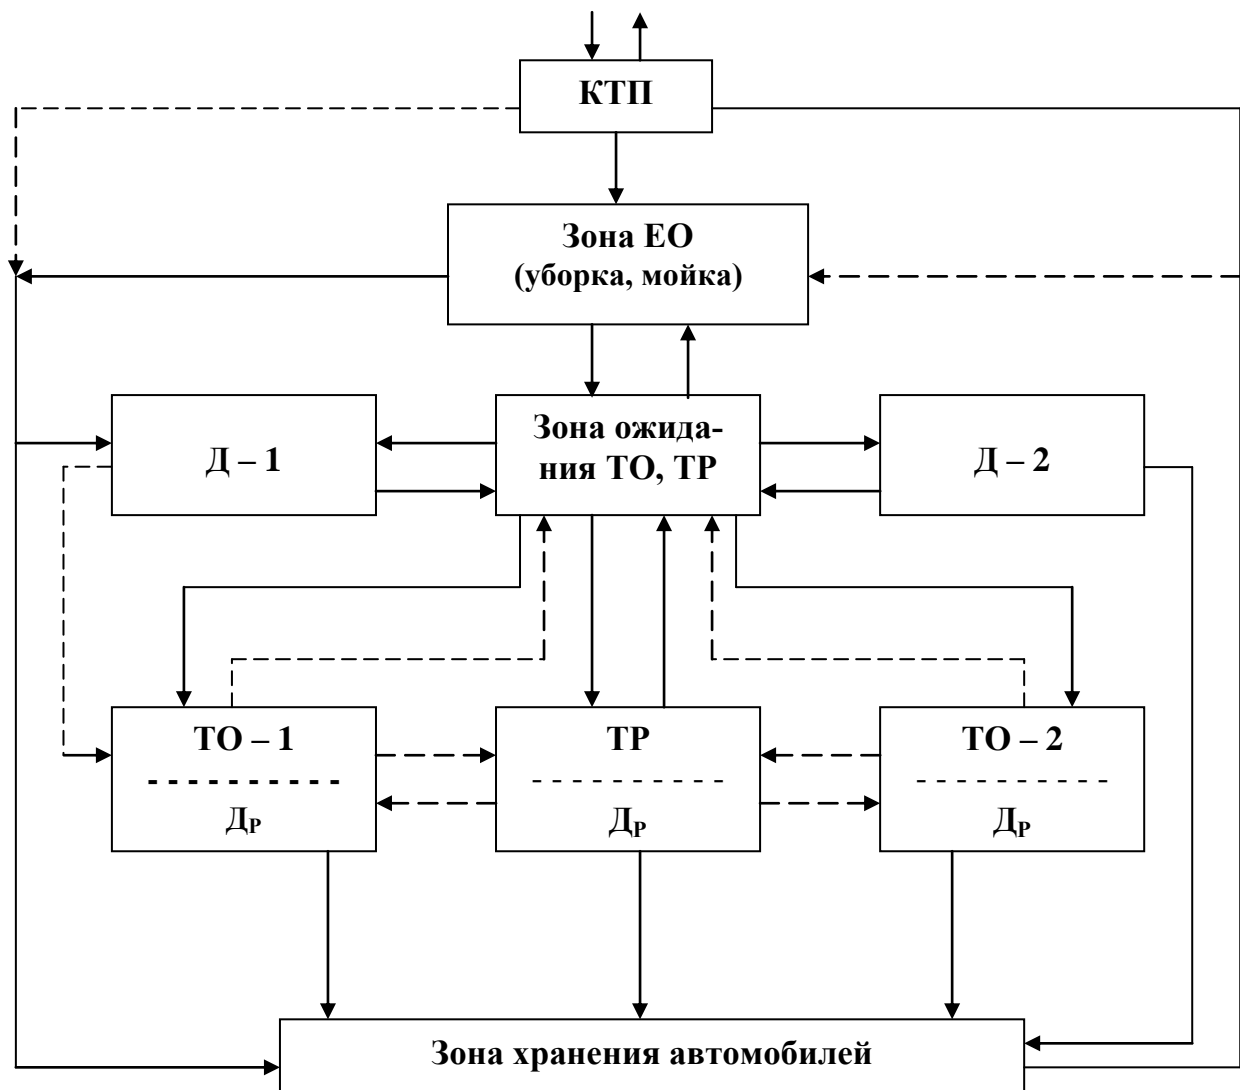 КТП
Зона ЕО
(уборка, мойка)
Д – 1
Зона ожида-
ния ТО, ТР
Д – 2
ТО – 1
ТР
ТО – 2
ДР
ДР
ДР
Зона хранения автомобилей